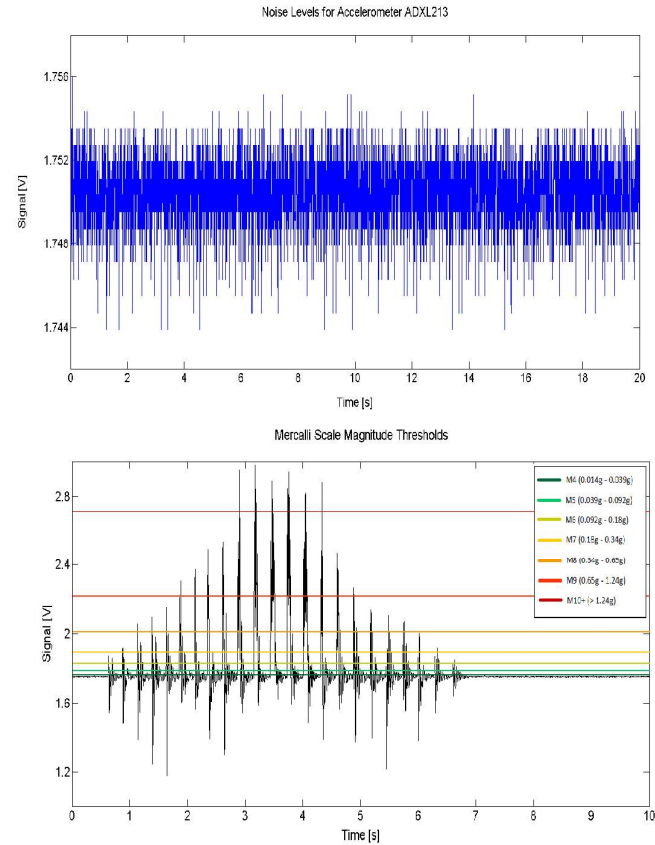 Noise Levels for Accelerometer ADXL213
1.756
1.752
1.748
1.744
Signal [V]
0 2 4 6 8 10 12 14 16 18 20
Time [s]
Mercalli Scale Magnitude Thresholds
2.8
2.4
2
1.6
1.2
Signal [V]
M4 (0.014g - 0.039g)
M5 (0.039g - 0.092g)
M6 (0.092g - 0.18g)
M7 (0.18g - 0.34g)
M8 (0.34g - 0.65g)
M9 (0.65g - 1.24g)
M10+ (> 1.24g)
0 1 2 3 4 5 6 7 8 9 10
Time [s]